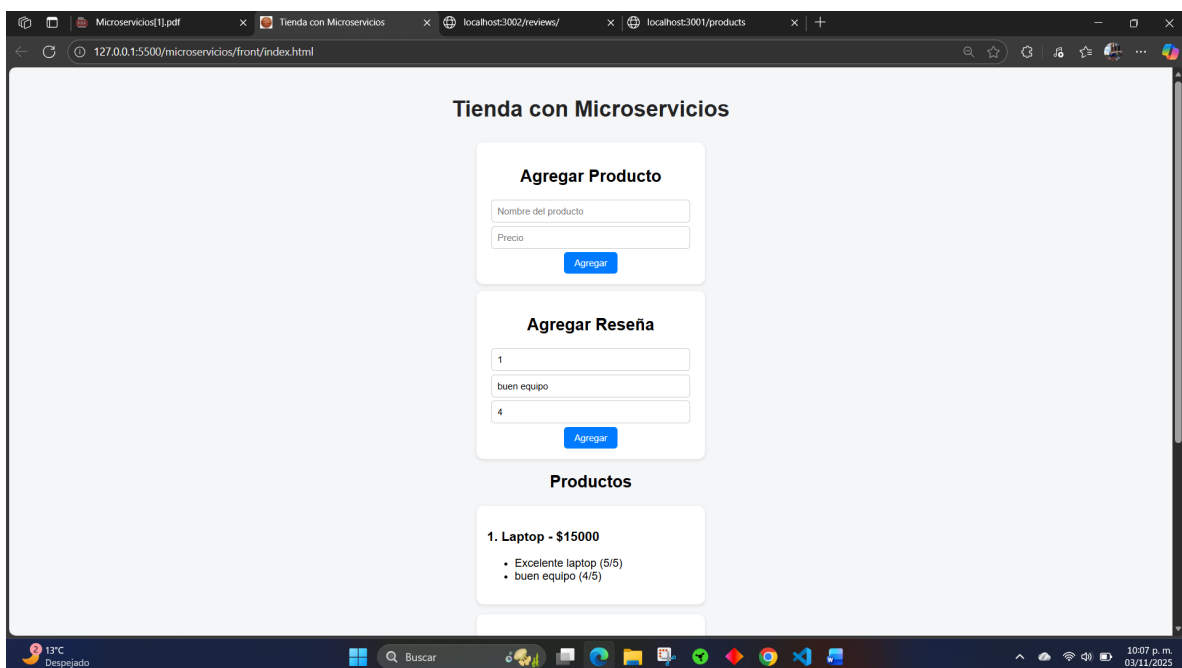 Microservicios[1].pdf
Tienda con Microservicios
localhost:3002/reviews/
localhost:3001/products
127.0.0.1:5500/microservicios/front/index.html
Tienda con Microservicios
Agregar Producto
Nombre del producto
Precio
Agregar
Agregar Reseña
1
buen equipo
4
Agregar
Productos
1. Laptop - $15000
• Excelente laptop (5/5)
• buen equipo (4/5)
2
13°C
Despejado
Buscar
10:07 p. m.
03/11/2025